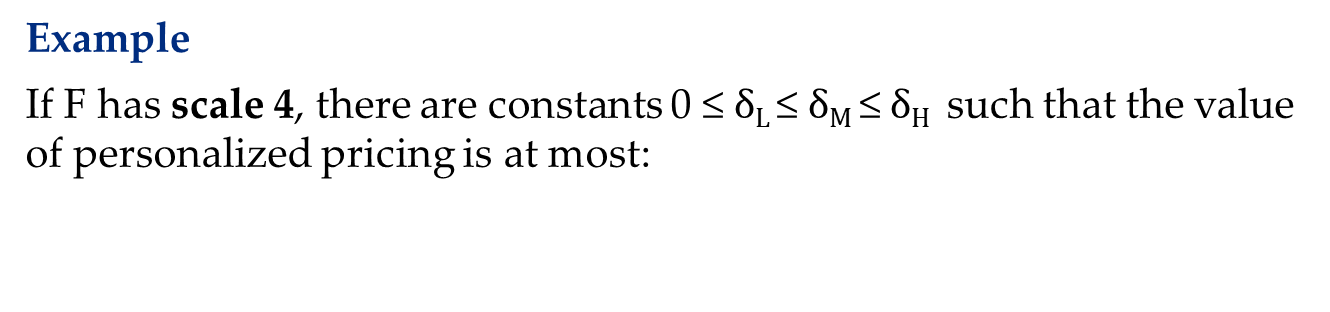 Example
If F has scale 4, there are constants 0 ≤ δL ≤ δM ≤ δH such that the value
of personalized pricing is at most: